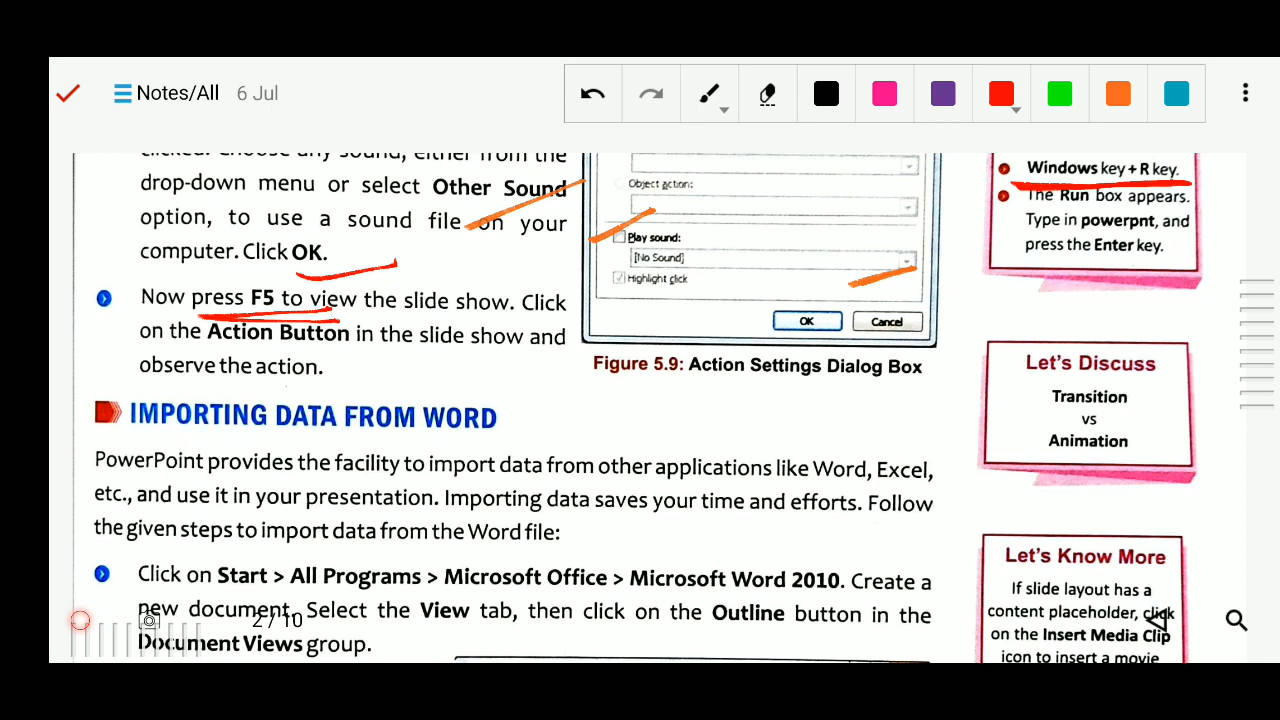 Notes/All 6 Jul
clicked. Choose any sound, either from the
drop-down menu or select Other Sound
option, to use a sound file on your
computer. Click OK.
Now press F5 to view the slide show. Click
on the Action Button in the slide show and
observe the action.
Object action:
Play sound:
[No Sound]
Highlight click
OK Cancel
Figure 5.9: Action Settings Dialog Box
IMPORTING DATA FROM WORD
PowerPoint provides the facility to import data from other applications like Word, Excel,
etc., and use it in your presentation. Importing data saves your time and efforts. Follow
the given steps to import data from the Word file:
Click on Start > All Programs > Microsoft Office > Microsoft Word 2010. Create a
new document. Select the View tab, then click on the Outline button in the
Document Views group.
2 / 10
Windows key + R key.
The Run box appears.
Type in powerpnt, and
press the Enter key.
Let's Discuss
Transition
vs
Animation
Let's Know More
If slide layout has a
content placeholder, click
on the Insert Media Clip
icon to insert a movie